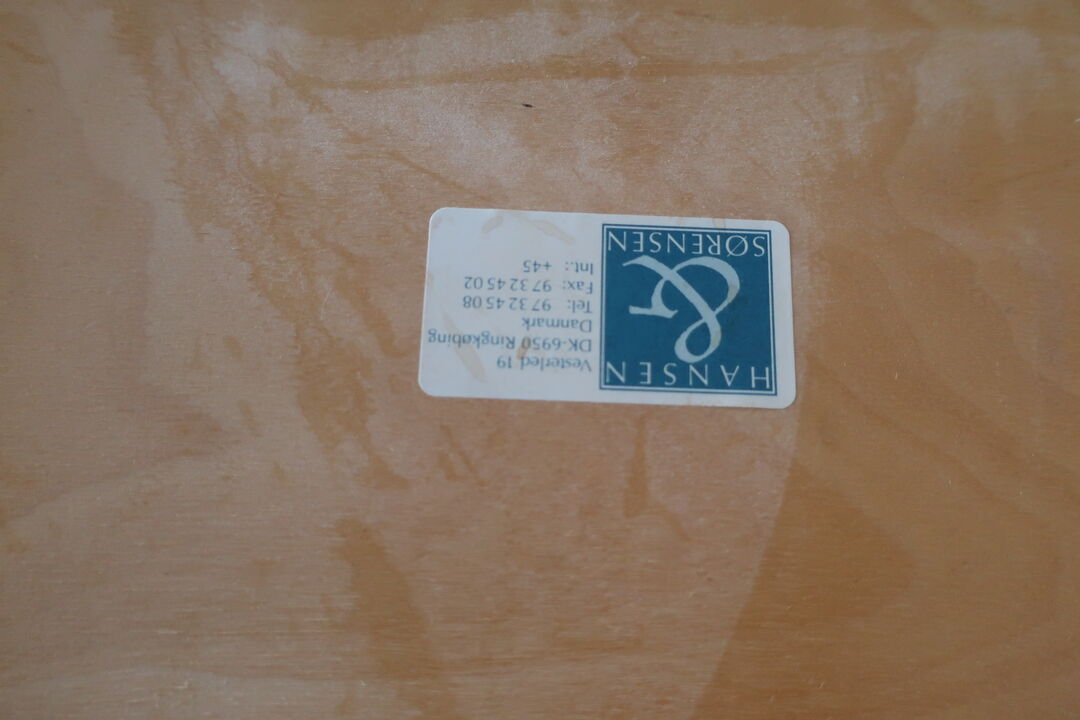 HANSEN
&
SØRENSEN
Vesterled 19
DK-6950 Ringkøbing
Danmark
Tel: 97 32 45 08
Fax: 97 32 45 02
Int.: +45